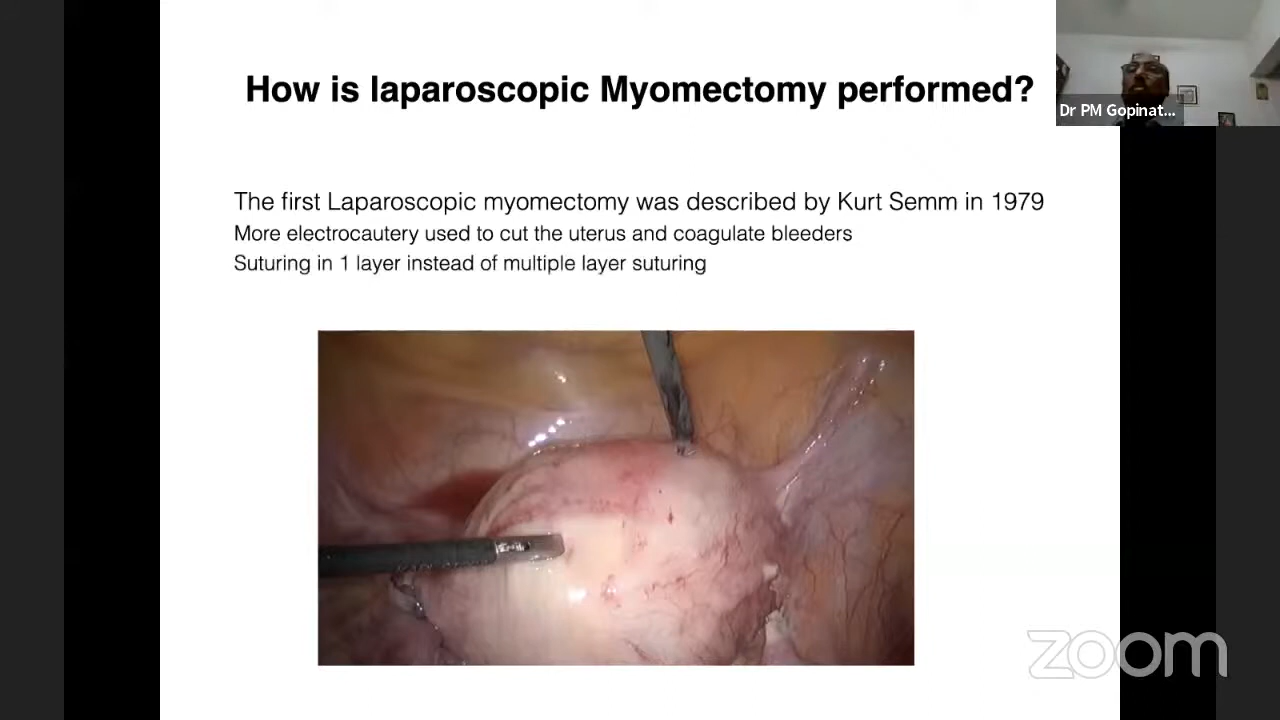 How is laparoscopic Myomectomy performed?
Dr PM Gopinat...
The first Laparoscopic myomectomy was described by Kurt Semm in 1979
More electrocautery used to cut the uterus and coagulate bleeders
Suturing in 1 layer instead of multiple layer suturing
zoom